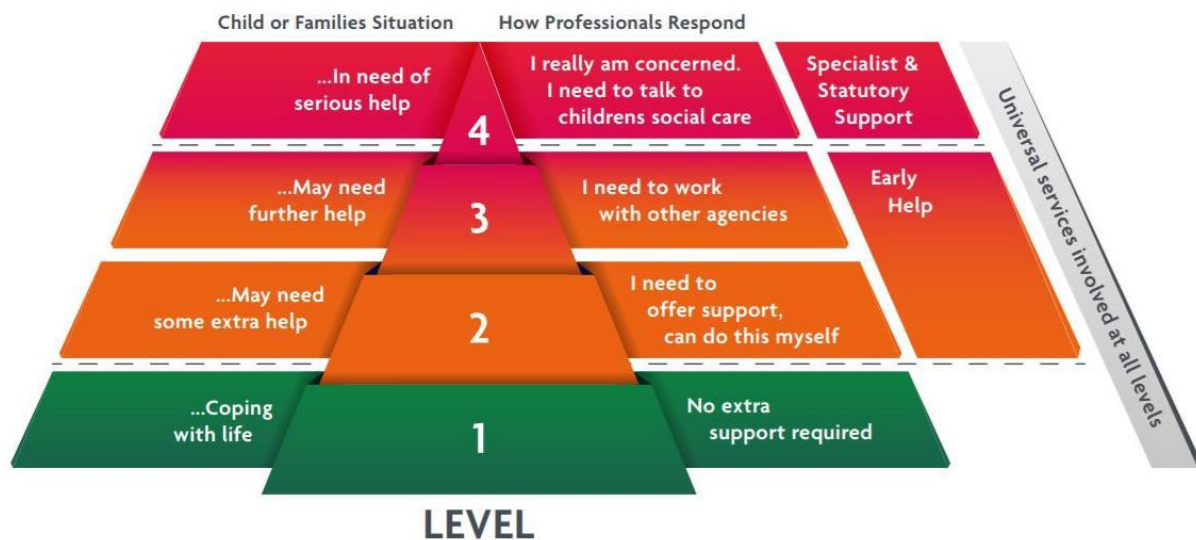 Child or Families Situation
How Professionals Respond
...In need of
serious help
4
I really am concerned.
I need to talk to
childrens social care
Specialist &
Statutory
Support
...May need
further help
3
I need to work
with other agencies
Early
Help
...May need
some extra help
2
I need to
offer support,
can do this myself
...Coping
with life
1
No extra
support required
Universal services involved at all levels
LEVEL